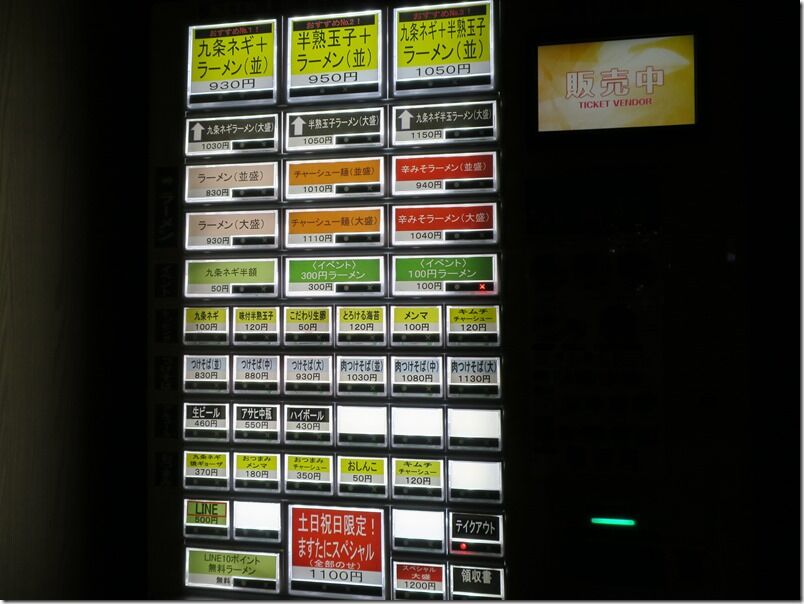 おすすめNo.1!
九条ネギ+
ラーメン(並)
930円
おすすめNo.2!
半熟玉子+
ラーメン(並)
950円
おすすめNo.3!
九条ネギ+半熟玉子
ラーメン(並)
1050円
販売中
TICKET VENDOR
九条ネギラーメン(大盛)
1030円
半熟玉子ラーメン(大盛)
1050円
九条ネギ半玉ラーメン(大盛)
1150円
ラーメン(並盛)
830円
チャーシュー麺(並盛)
1010円
辛みそラーメン(並盛)
940円
ラーメン(大盛)
930円
チャーシュー麺(大盛)
1110円
辛みそラーメン(大盛)
1040円
九条ネギ半額
50円
〈イベント〉
300円ラーメン
300円
〈イベント〉
100円ラーメン
100円
九条ネギ
100円
味付半熟玉子
120円
こだわり生卵
50円
とろける海苔
120円
メンマ
100円
キムチ
チャーシュー
120円
つけそば(並)
830円
つけそば(中)
880円
つけそば(大)
930円
肉つけそば(並)
1030円
肉つけそば(中)
1080円
肉つけそば(大)
1130円
生ビール
460円
アサヒ中瓶
550円
ハイボール
430円
九条ネギ
焼ギョーザ
370円
おつまみ
メンマ
180円
おつまみ
チャーシュー
350円
おしんこ
50円
キムチ
チャーシュー
120円
LINE
500円
土日祝日限定!
ますたにスペシャル
(全部のせ)
1100円
テイクアウト
LINE10ポイント
無料ラーメン
無料
スペシャル
大盛
1200円
領収書